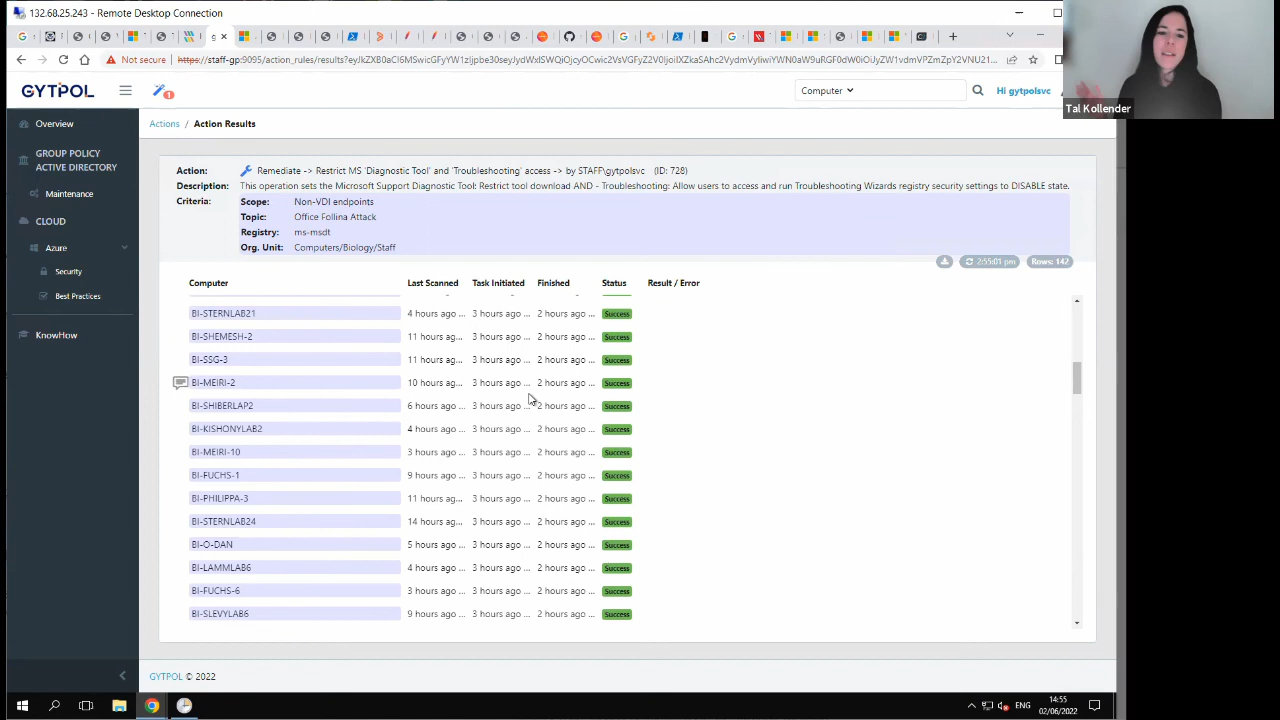 132.68.25.243 - Remote Desktop Connection
Not secure
https://staff-gp:9095/action_rules/results?
Tal Kollender
GYTPOL
1
Computer
Hi gytpolsvc
Overview
GROUP POLICY
ACTIVE DIRECTORY
Maintenance
CLOUD
Azure
Security
Best Practices
KnowHow
Actions / Action Results
Action: Remediate -> Restrict MS 'Diagnostic Tool' and 'Troubleshooting' access -> by STAFF\gytpolsvc (ID: 728)
Description: This operation sets the Microsoft Support Diagnostic Tool: Restrict tool download AND - Troubleshooting: Allow users to access and run Troubleshooting Wizards registry security settings to DISABLE state.
Criteria: Scope: Non-VDI endpoints
Topic: Office Follina Attack
Registry: ms-msdt
Org. Unit: Computers/Biology/Staff
2:55:01 pm Rows: 142
Computer Last Scanned Task Initiated Finished Status Result / Error
BI-STERNLAB21 4 hours ago ... 3 hours ago ... 2 hours ago ... Success
BI-SHEMESH-2 11 hours ag... 3 hours ago ... 2 hours ago ... Success
BI-SSG-3 11 hours ag... 3 hours ago ... 2 hours ago ... Success
BI-MEIRI-2 10 hours ago 3 hours ago ... 2 hours ago ... Success
BI-SHIBERLAP2 6 hours ago ... 3 hours ago ... 2 hours ago ... Success
BI-KISHONYLAB2 4 hours ago ... 3 hours ago ... 2 hours ago ... Success
BI-MEIRI-10 3 hours ago ... 3 hours ago ... 2 hours ago ... Success
BI-FUCHS-1 9 hours ago ... 3 hours ago ... 2 hours ago ... Success
BI-PHILIPPA-3 11 hours ag... 3 hours ago ... 2 hours ago ... Success
BI-STERNLAB24 14 hours ago 3 hours ago ... 2 hours ago ... Success
BI-O-DAN 5 hours ago ... 3 hours ago ... 2 hours ago ... Success
BI-LAMMLAB6 4 hours ago ... 3 hours ago ... 2 hours ago ... Success
BI-FUCHS-6 3 hours ago ... 3 hours ago ... 2 hours ago ... Success
BI-SLEVYLAB6 9 hours ago ... 3 hours ago ... 2 hours ago ... Success
GYTPOL © 2022
ENG
14:55
02/06/2022